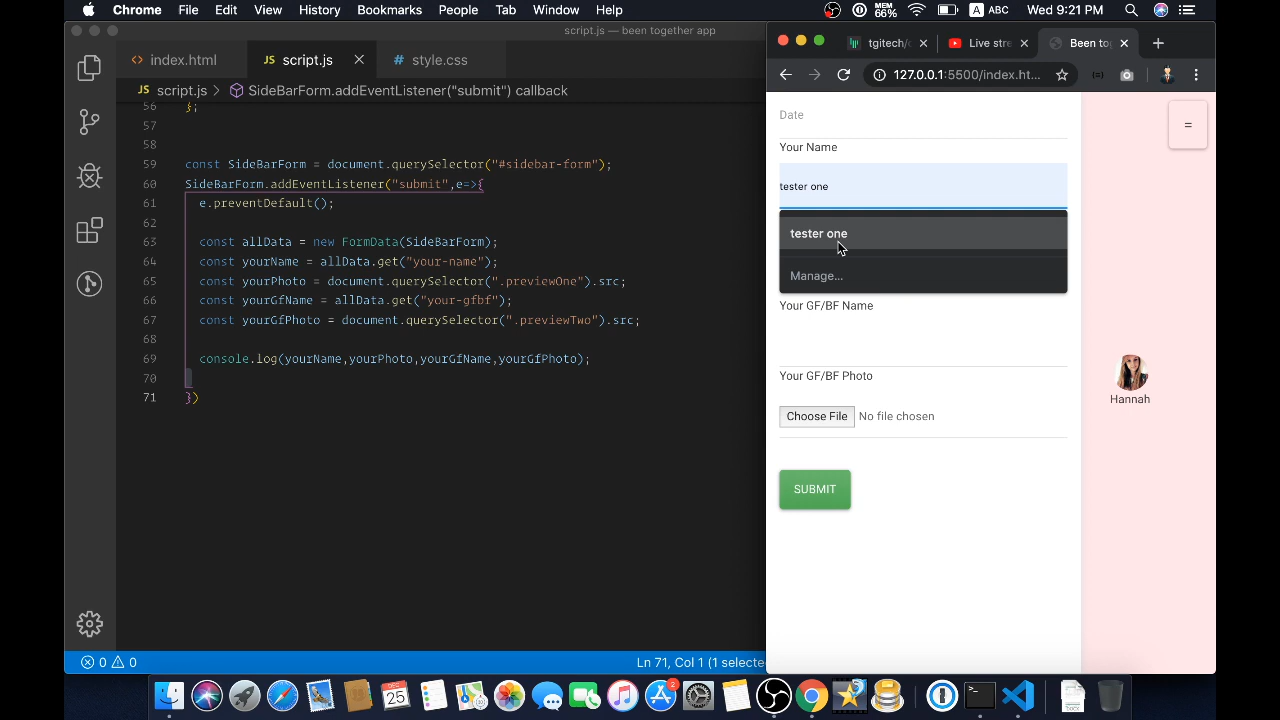 Chrome File Edit View History Bookmarks People Tab Window Help MEM 66% A ABC Wed 9:21 PM
script.js — been together app
index.html JS script.js # style.css
JS script.js > SideBarForm.addEventListener("submit") callback
56 };
57
58
59 const SideBarForm = document.querySelector("#sidebar-form");
60 SideBarForm.addEventListener("submit",e=>{
61 e.preventDefault();
62
63 const allData = new FormData(SideBarForm);
64 const yourName = allData.get("your-name");
65 const yourPhoto = document.querySelector(".previewOne").src;
66 const yourGfName = allData.get("your-gfbf");
67 const yourGfPhoto = document.querySelector(".previewTwo").src;
68
69 console.log(yourName,yourPhoto,yourGfName,yourGfPhoto);
70
71 })
0 0 Ln 71, Col 1 (1 selecte
tgitech/ Live stre Been to
127.0.0.1:5500/index.ht...
Date
=
Your Name
tester one
tester one
Manage...
Your GF/BF Name
Your GF/BF Photo
Hannah
Choose File No file chosen
SUBMIT
25
2